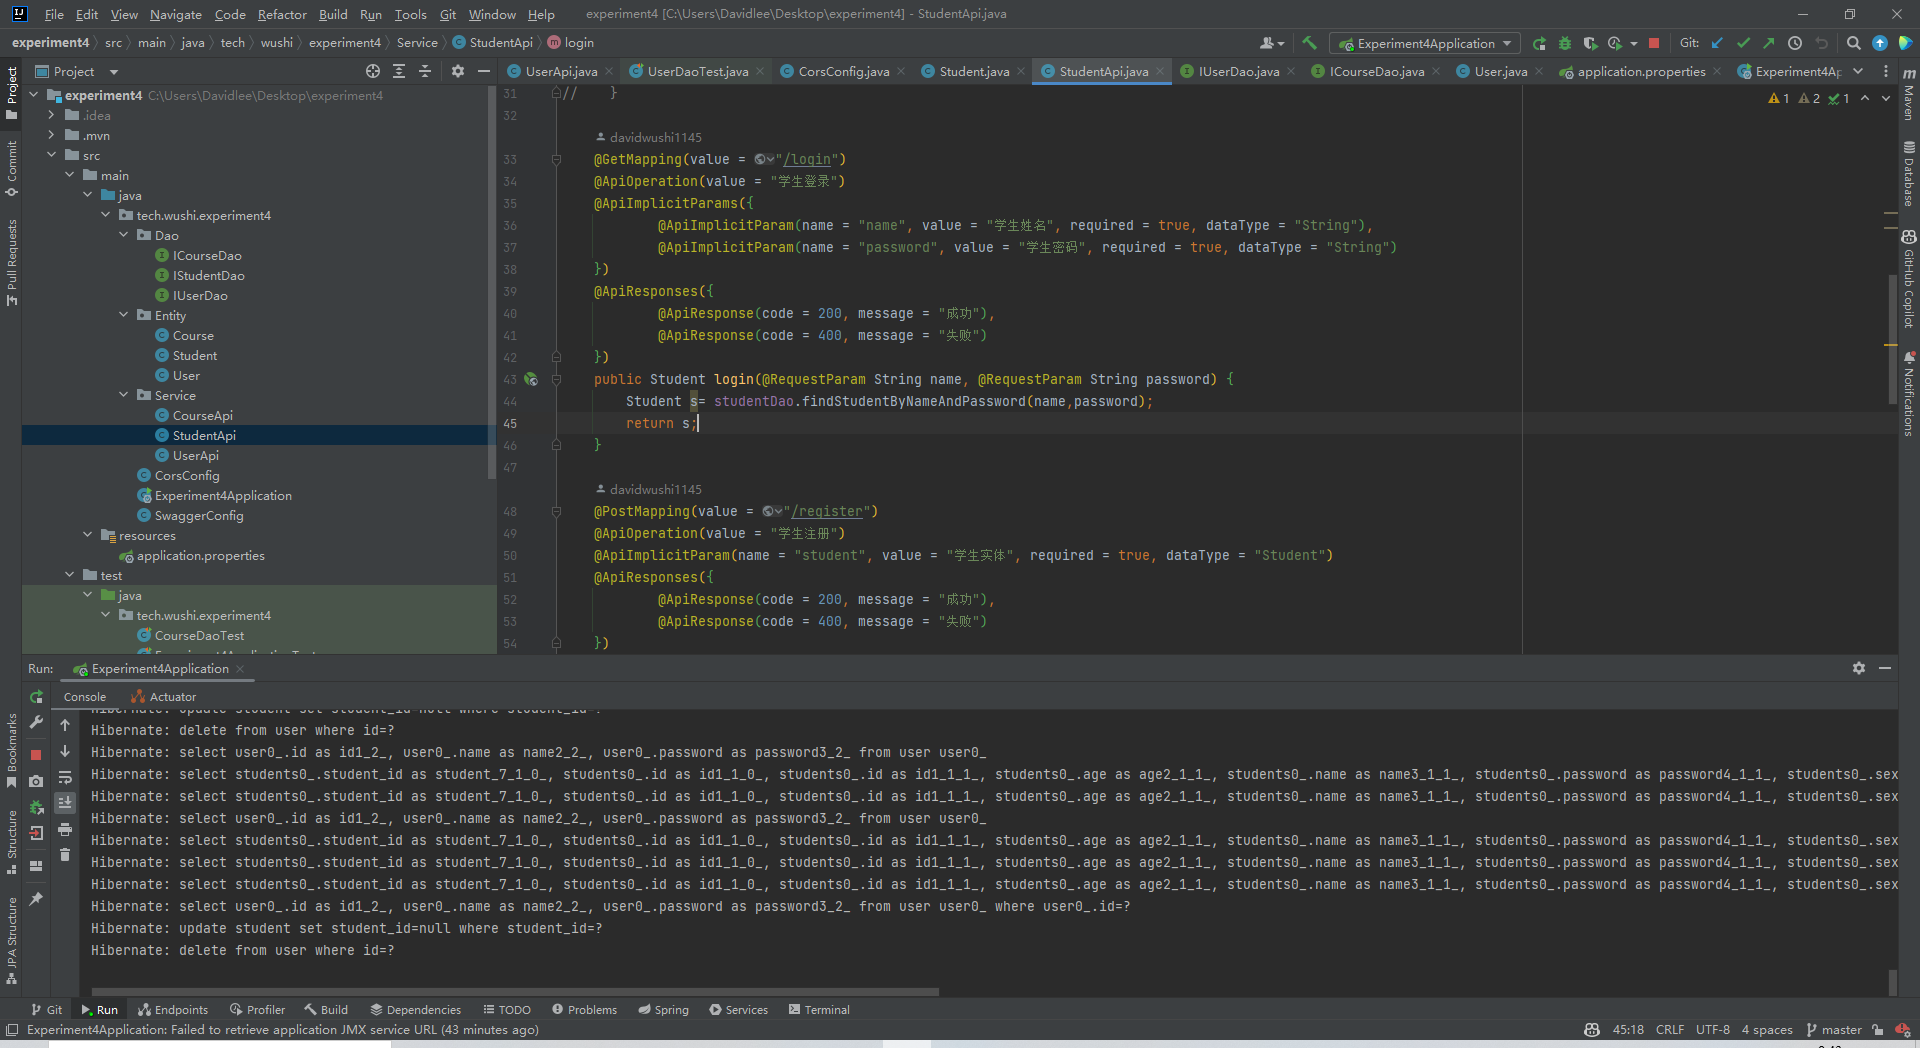 File Edit View Navigate Code Refactor Build Run Tools Git Window Help experiment4 [C:\Users\Davidlee\Desktop\experiment4] - StudentApi.java
experiment4 src main java tech wushi experiment4 Service StudentApi login Experiment4Application Git:
Project UserApi.java UserDaoTest.java CorsConfig.java Student.java StudentApi.java IUserDao.java ICourseDao.java User.java application.properties Experiment4Ap
experiment4 C:\Users\Davidlee\Desktop\experiment4
.idea
.mvn
src
main
java
tech.wushi.experiment4
Dao
ICourseDao
IStudentDao
IUserDao
Entity
Course
Student
User
Service
CourseApi
StudentApi
UserApi
CorsConfig
Experiment4Application
SwaggerConfig
resources
application.properties
test
java
tech.wushi.experiment4
CourseDaoTest
1 2 1
31 // }
32
davidwushi1145
33 @GetMapping(value = "/login")
34 @ApiOperation(value = "学生登录")
35 @ApiImplicitParams({
36 @ApiImplicitParam(name = "name", value = "学生姓名", required = true, dataType = "String"),
37 @ApiImplicitParam(name = "password", value = "学生密码", required = true, dataType = "String")
38 })
39 @ApiResponses({
40 @ApiResponse(code = 200, message = "成功"),
41 @ApiResponse(code = 400, message = "失败")
42 })
43 public Student login(@RequestParam String name, @RequestParam String password) {
44 Student s= studentDao.findStudentByNameAndPassword(name,password);
45 return s;
46 }
47
davidwushi1145
48 @PostMapping(value = "/register")
49 @ApiOperation(value = "学生注册")
50 @ApiImplicitParam(name = "student", value = "学生实体", required = true, dataType = "Student")
51 @ApiResponses({
52 @ApiResponse(code = 200, message = "成功"),
53 @ApiResponse(code = 400, message = "失败")
54 })
Project
Commit
Pull Requests
Bookmarks
Structure
JPA Structure
Maven
Database
GitHub Copilot
Notifications
Run: Experiment4Application
Console Actuator
Hibernate: update student set student_id=null where student_id=?
Hibernate: delete from user where id=?
Hibernate: select user0_.id as id1_2_, user0_.name as name2_2_, user0_.password as password3_2_ from user user0_
Hibernate: select students0_.student_id as student_7_1_0_, students0_.id as id1_1_0_, students0_.id as id1_1_1_, students0_.age as age2_1_1_, students0_.name as name3_1_1_, students0_.password as password4_1_1_, students0_.sex
Hibernate: select students0_.student_id as student_7_1_0_, students0_.id as id1_1_0_, students0_.id as id1_1_1_, students0_.age as age2_1_1_, students0_.name as name3_1_1_, students0_.password as password4_1_1_, students0_.sex
Hibernate: select user0_.id as id1_2_, user0_.name as name2_2_, user0_.password as password3_2_ from user user0_
Hibernate: select students0_.student_id as student_7_1_0_, students0_.id as id1_1_0_, students0_.id as id1_1_1_, students0_.age as age2_1_1_, students0_.name as name3_1_1_, students0_.password as password4_1_1_, students0_.sex
Hibernate: select students0_.student_id as student_7_1_0_, students0_.id as id1_1_0_, students0_.id as id1_1_1_, students0_.age as age2_1_1_, students0_.name as name3_1_1_, students0_.password as password4_1_1_, students0_.sex
Hibernate: select students0_.student_id as student_7_1_0_, students0_.id as id1_1_0_, students0_.id as id1_1_1_, students0_.age as age2_1_1_, students0_.name as name3_1_1_, students0_.password as password4_1_1_, students0_.sex
Hibernate: select user0_.id as id1_2_, user0_.name as name2_2_, user0_.password as password3_2_ from user user0_ where user0_.id=?
Hibernate: update student set student_id=null where student_id=?
Hibernate: delete from user where id=?
Git Run Endpoints Profiler Build Dependencies TODO Problems Spring Services Terminal
Experiment4Application: Failed to retrieve application JMX service URL (43 minutes ago) 45:18 CRLF UTF-8 4 spaces master